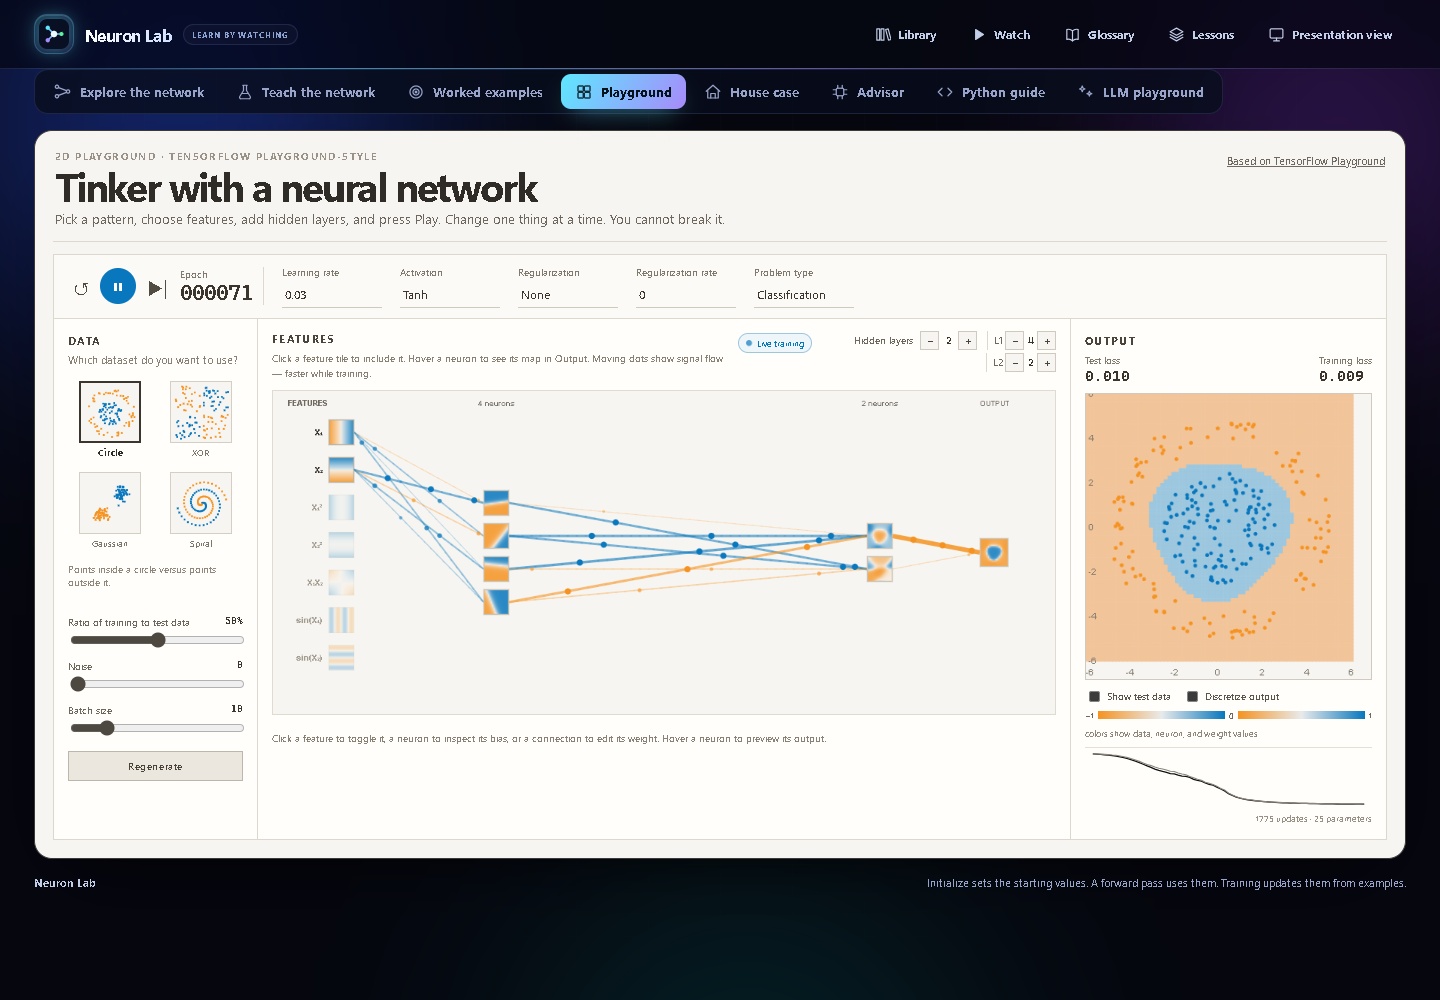 Neuron Lab
LEARN BY WATCHING
Library
Watch
Glossary
Lessons
Presentation view
Explore the network
Teach the network
Worked examples
Playground
House case
Advisor
Python guide
LLM playground
2D PLAYGROUND · TENSORFLOW PLAYGROUND-STYLE
Based on TensorFlow Playground
Tinker with a neural network
Pick a pattern, choose features, add hidden layers, and press Play. Change one thing at a time. You cannot break it.
Epoch
000071
Learning rate
0.03
Activation
Tanh
Regularization
None
Regularization rate
0
Problem type
Classification
DATA
Which dataset do you want to use?
Circle
XOR
Gaussian
Spiral
Points inside a circle versus points
outside it.
Ratio of training to test data 50%
Noise 0
Batch size 10
Regenerate
FEATURES
Click a feature tile to include it. Hover a neuron to see its map in Output. Moving dots show signal flow
— faster while training.
Live training
Hidden layers − 2 +
L1 − 4 +
L2 − 2 +
FEATURES
4 neurons
2 neurons
OUTPUT
X₁
X₂
X₁²
X₂²
X₁X₂
sin(X₁)
sin(X₂)
Click a feature to toggle it, a neuron to inspect its bias, or a connection to edit its weight. Hover a neuron to preview its output.
OUTPUT
Test loss
0.010
Training loss
0.009
6
4
2
0
-2
-4
-6
-6 -4 -2 0 2 4 6
Show test data
Discretize output
−1 0 1
colors show data, neuron, and weight values
1775 updates · 25 parameters
Neuron Lab
Initialize sets the starting values. A forward pass uses them. Training updates them from examples.